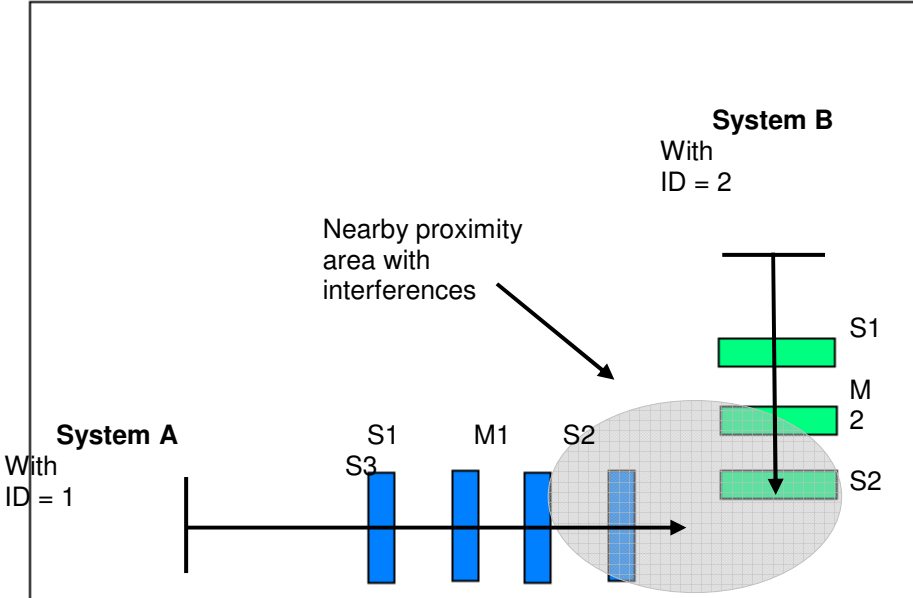 System B
With
ID = 2
Nearby proximity
area with
interferences
S1
M
2
S2
System A
With
ID = 1
S1 M1 S2
S3